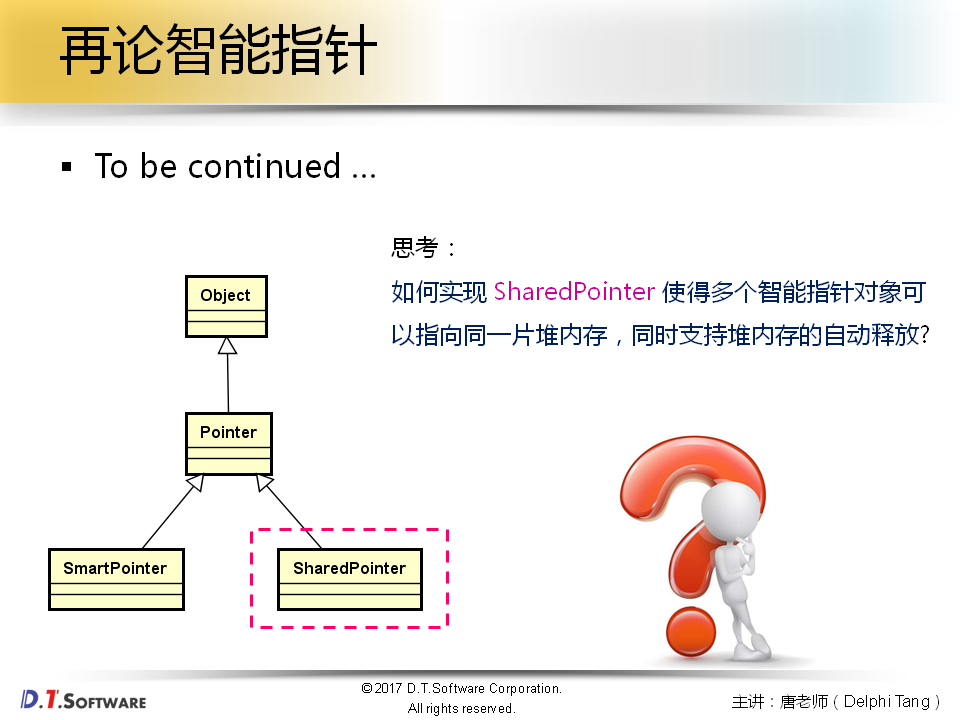 再论智能指针
▪ To be continued …
思考：
如何实现 SharedPointer 使得多个智能指针对象可
以指向同一片堆内存，同时支持堆内存的自动释放?
Object
Pointer
SmartPointer
SharedPointer
D.T.SOFTWARE
©2017 D.T.Software Corporation.
All rights reserved.
主讲：唐老师（Delphi Tang）